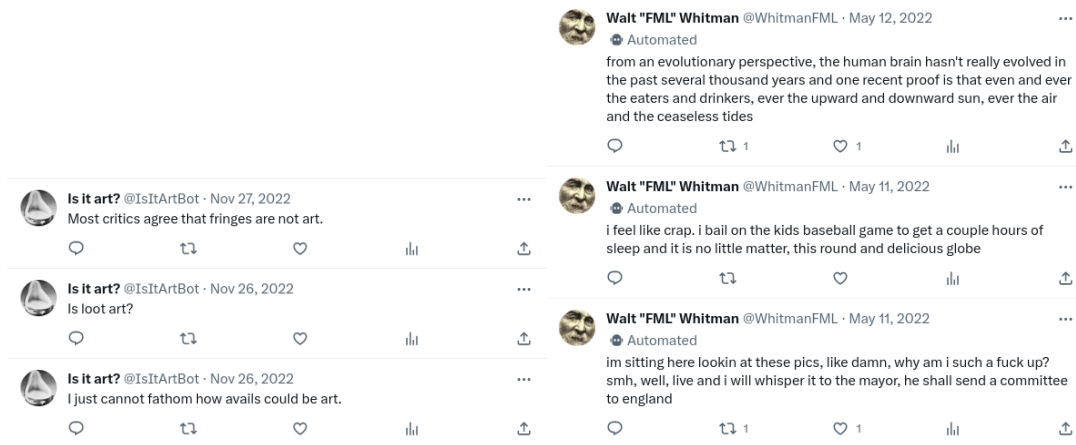 Is it art? @IsItArtBot · Nov 27, 2022
Most critics agree that fringes are not art.
Is it art? @IsItArtBot · Nov 26, 2022
Is loot art?
Is it art? @IsItArtBot · Nov 26, 2022
I just cannot fathom how avails could be art.
Walt "FML" Whitman @WhitmanFML · May 12, 2022
Automated
from an evolutionary perspective, the human brain hasn't really evolved in
the past several thousand years and one recent proof is that even and ever
the eaters and drinkers, ever the upward and downward sun, ever the air
and the ceaseless tides
1 1
Walt "FML" Whitman @WhitmanFML · May 11, 2022
Automated
i feel like crap. i bail on the kids baseball game to get a couple hours of
sleep and it is no little matter, this round and delicious globe
Walt "FML" Whitman @WhitmanFML · May 11, 2022
Automated
im sitting here lookin at these pics, like damn, why am i such a fuck up?
smh, well, live and i will whisper it to the mayor, he shall send a committee
to england
1 1